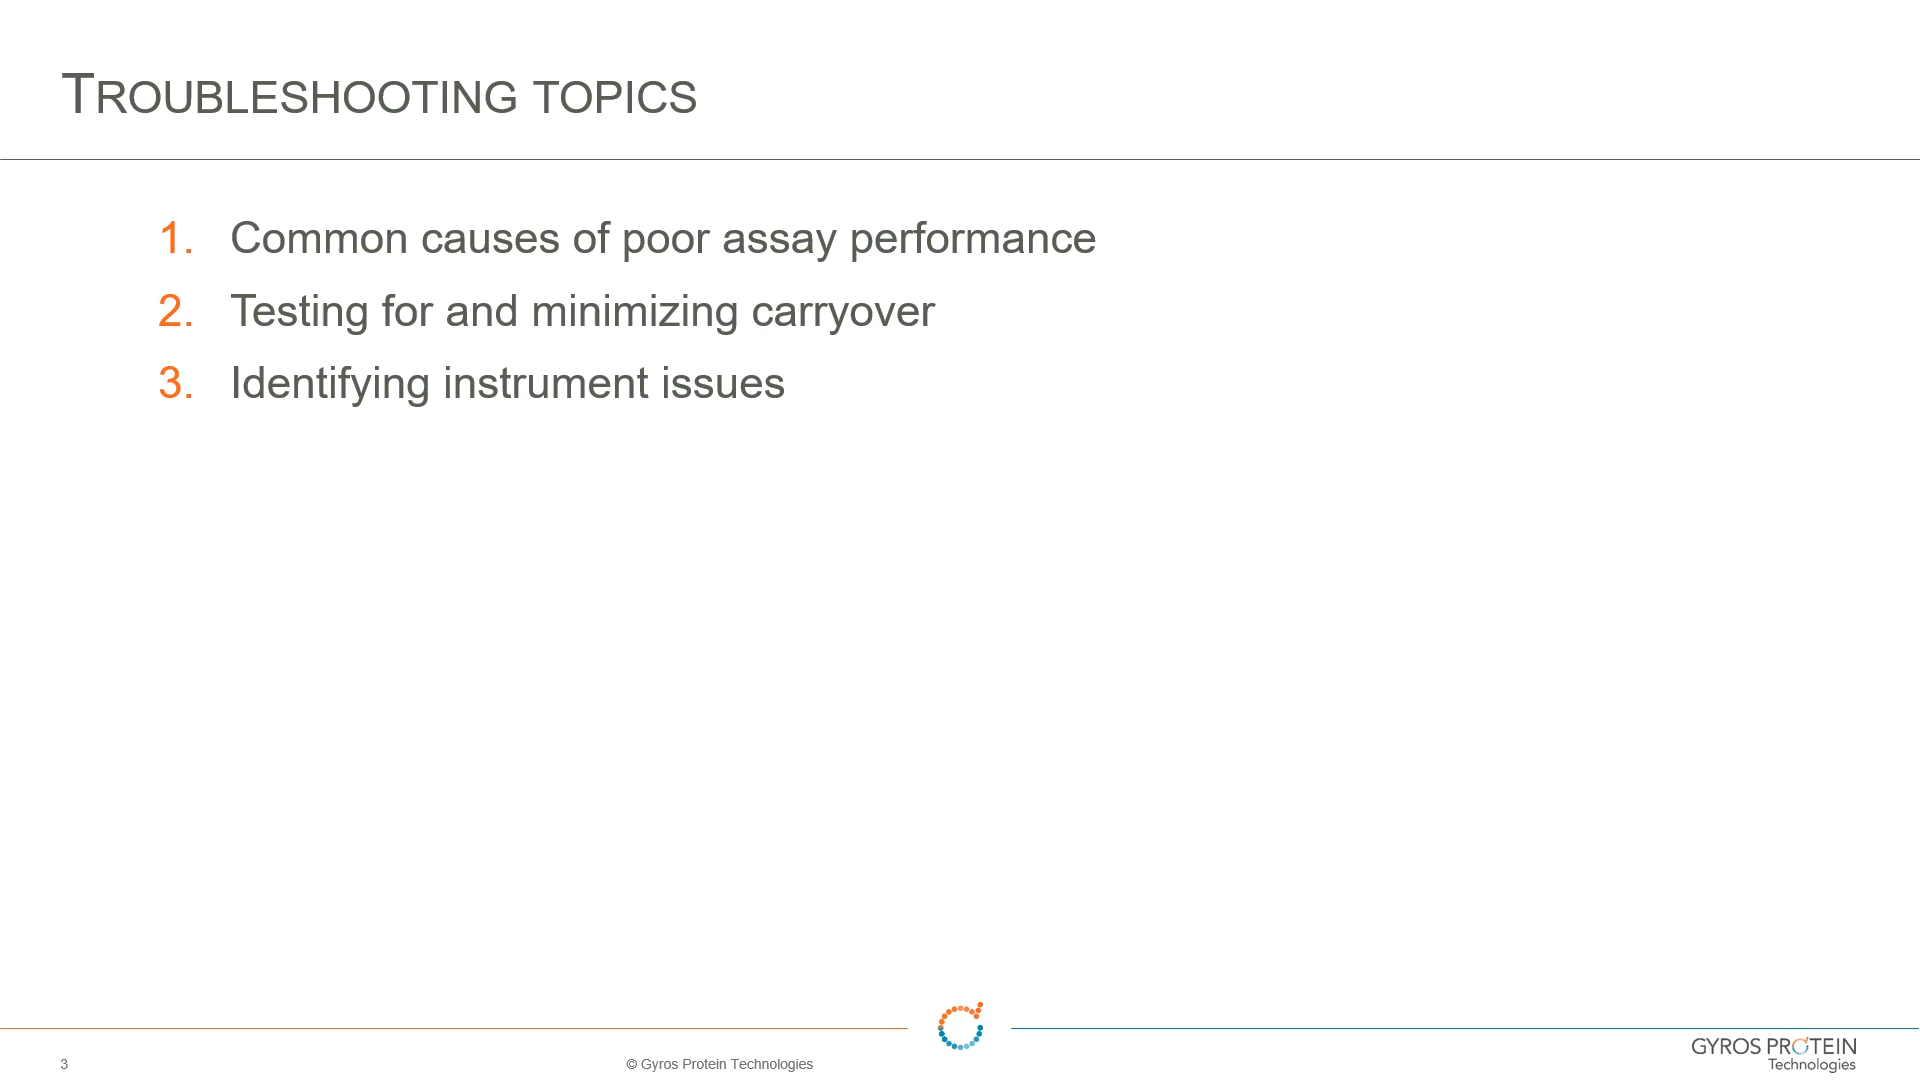 TROUBLESHOOTING TOPICS
1. Common causes of poor assay performance
2. Testing for and minimizing carryover
3. Identifying instrument issues
3
© Gyros Protein Technologies
GYROS PROTEIN
Technologies